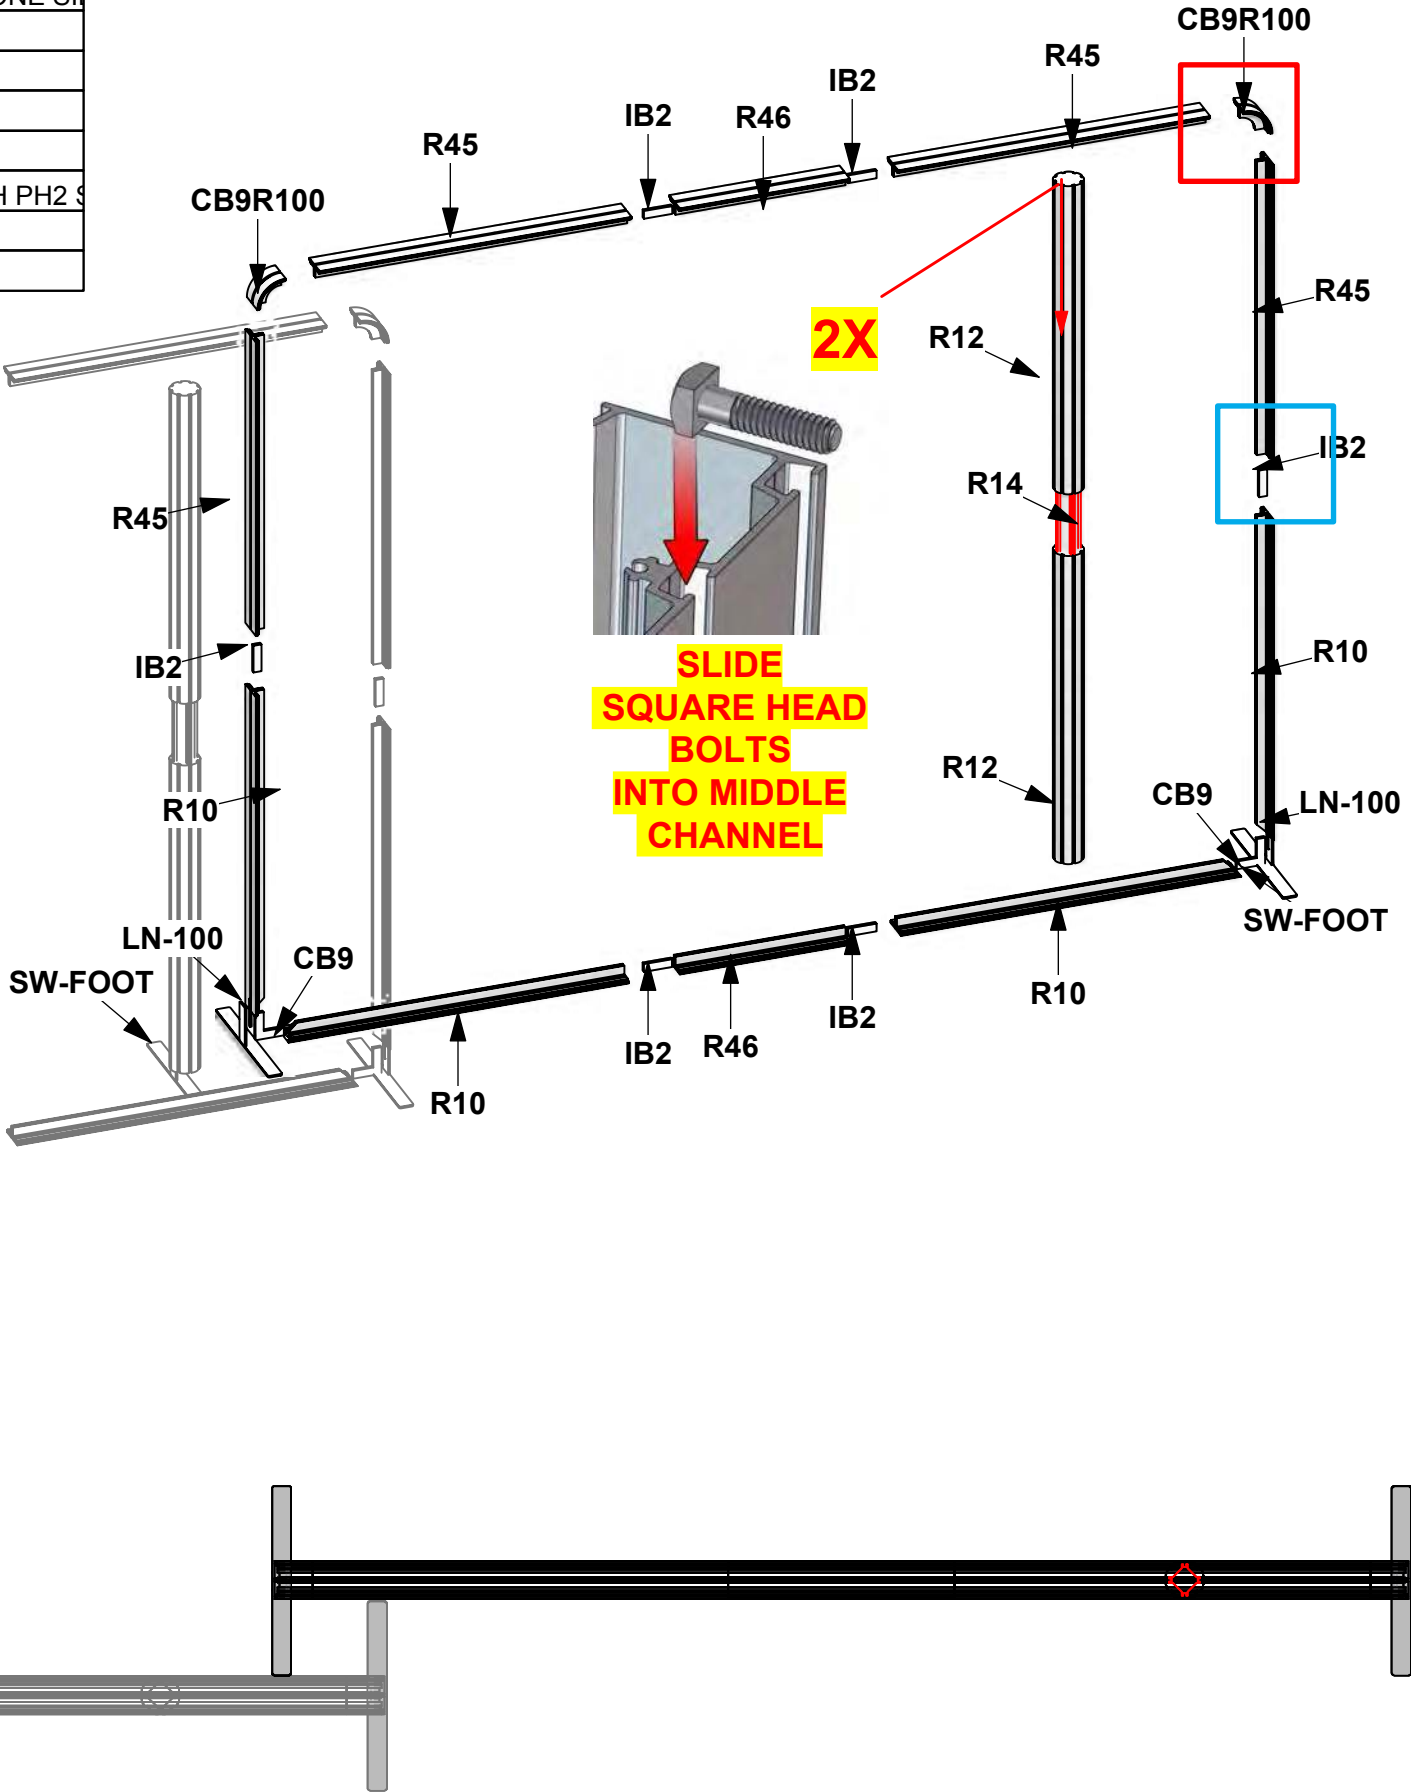 CB9R100
R45
IB2
R46
IB2
R45
CB9R100
H PH2
2X
R12
R45
R14
IB2
R45
IB2
SLIDE
SQUARE HEAD
BOLTS
INTO MIDDLE
CHANNEL
R10
R12
R10
CB9
LN-100
SW-FOOT
LN-100
CB9
SW-FOOT
R10
IB2
R46
IB2
R10